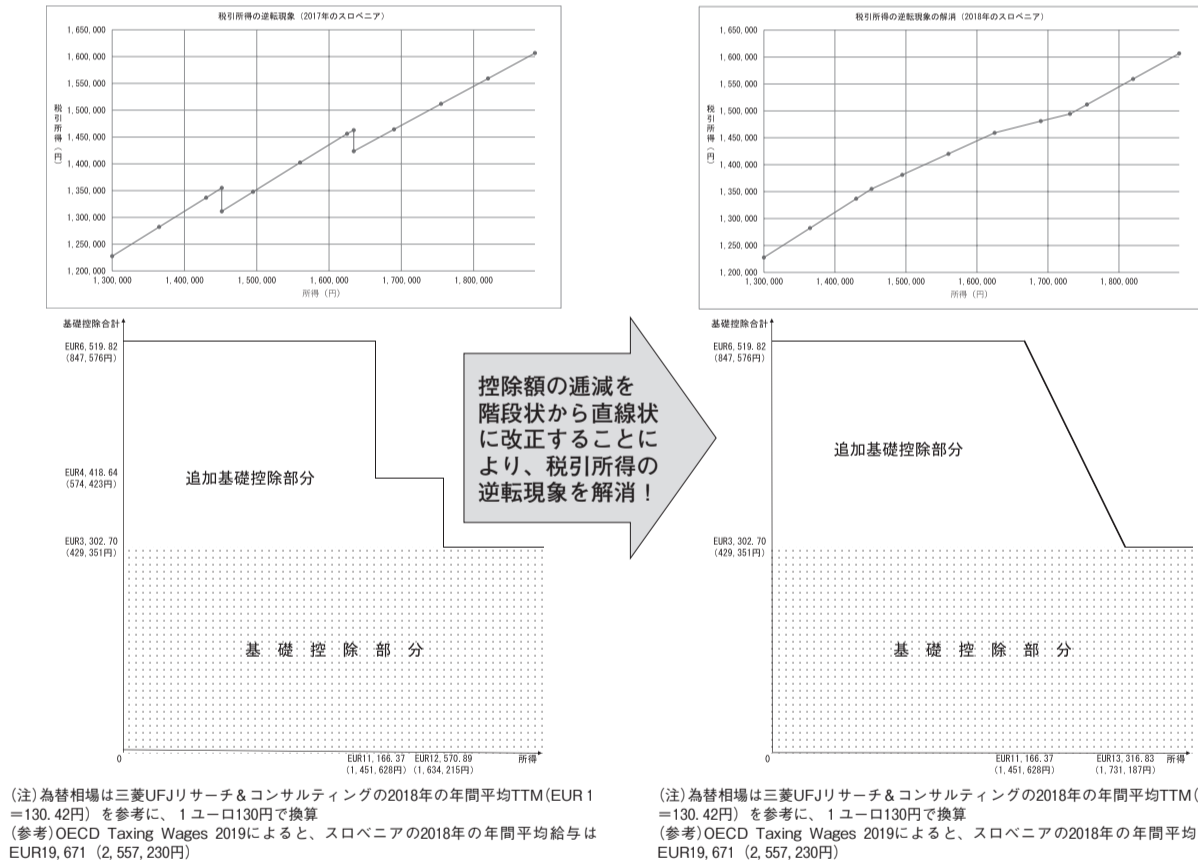 税引所得の逆転現象（2017年のスロベニア）
1,650,000
1,600,000
1,550,000
1,500,000
1,450,000
1,400,000
1,350,000
1,300,000
1,250,000
1,200,000
税引所得（円）
1,300,000 1,400,000 1,500,000 1,600,000 1,700,000 1,800,000
所得（円）
基礎控除合計
EUR6,519.82
（847,576円）
EUR4,418.64
（574,423円）
EUR3,302.70
（429,351円）
追加基礎控除部分
基 礎 控 除 部 分
0
EUR11,166.37 EUR12,570.89 所得
（1,451,628円） （1,634,215円）
(注)為替相場は三菱UFJリサーチ＆コンサルティングの2018年の年間平均TTM(EUR 1
＝130.42円）を参考に、１ユーロ130円で換算
(参考)OECD Taxing Wages 2019によると、スロベニアの2018年の年間平均給与は
EUR19,671（2,557,230円）
控除額の逓減を
階段状から直線状
に改正することに
より、税引所得の
逆転現象を解消！
税引所得の逆転現象の解消（2018年のスロベニア）
1,650,000
1,600,000
1,550,000
1,500,000
1,450,000
1,400,000
1,350,000
1,300,000
1,250,000
1,200,000
税引所得（円）
1,300,000 1,400,000 1,500,000 1,600,000 1,700,000 1,800,000
所得（円）
基礎控除合計
EUR6,519.82
（847,576円）
EUR3,302.70
（429,351円）
追加基礎控除部分
基 礎 控 除 部 分
0
EUR11,166.37 EUR13,316.83 所得
（1,451,628円） （1,731,187円）
(注)為替相場は三菱UFJリサーチ＆コンサルティングの2018年の年間平均TTM(
＝130.42円）を参考に、１ユーロ130円で換算
(参考)OECD Taxing Wages 2019によると、スロベニアの2018年の年間平均
EUR19,671（2,557,230円）